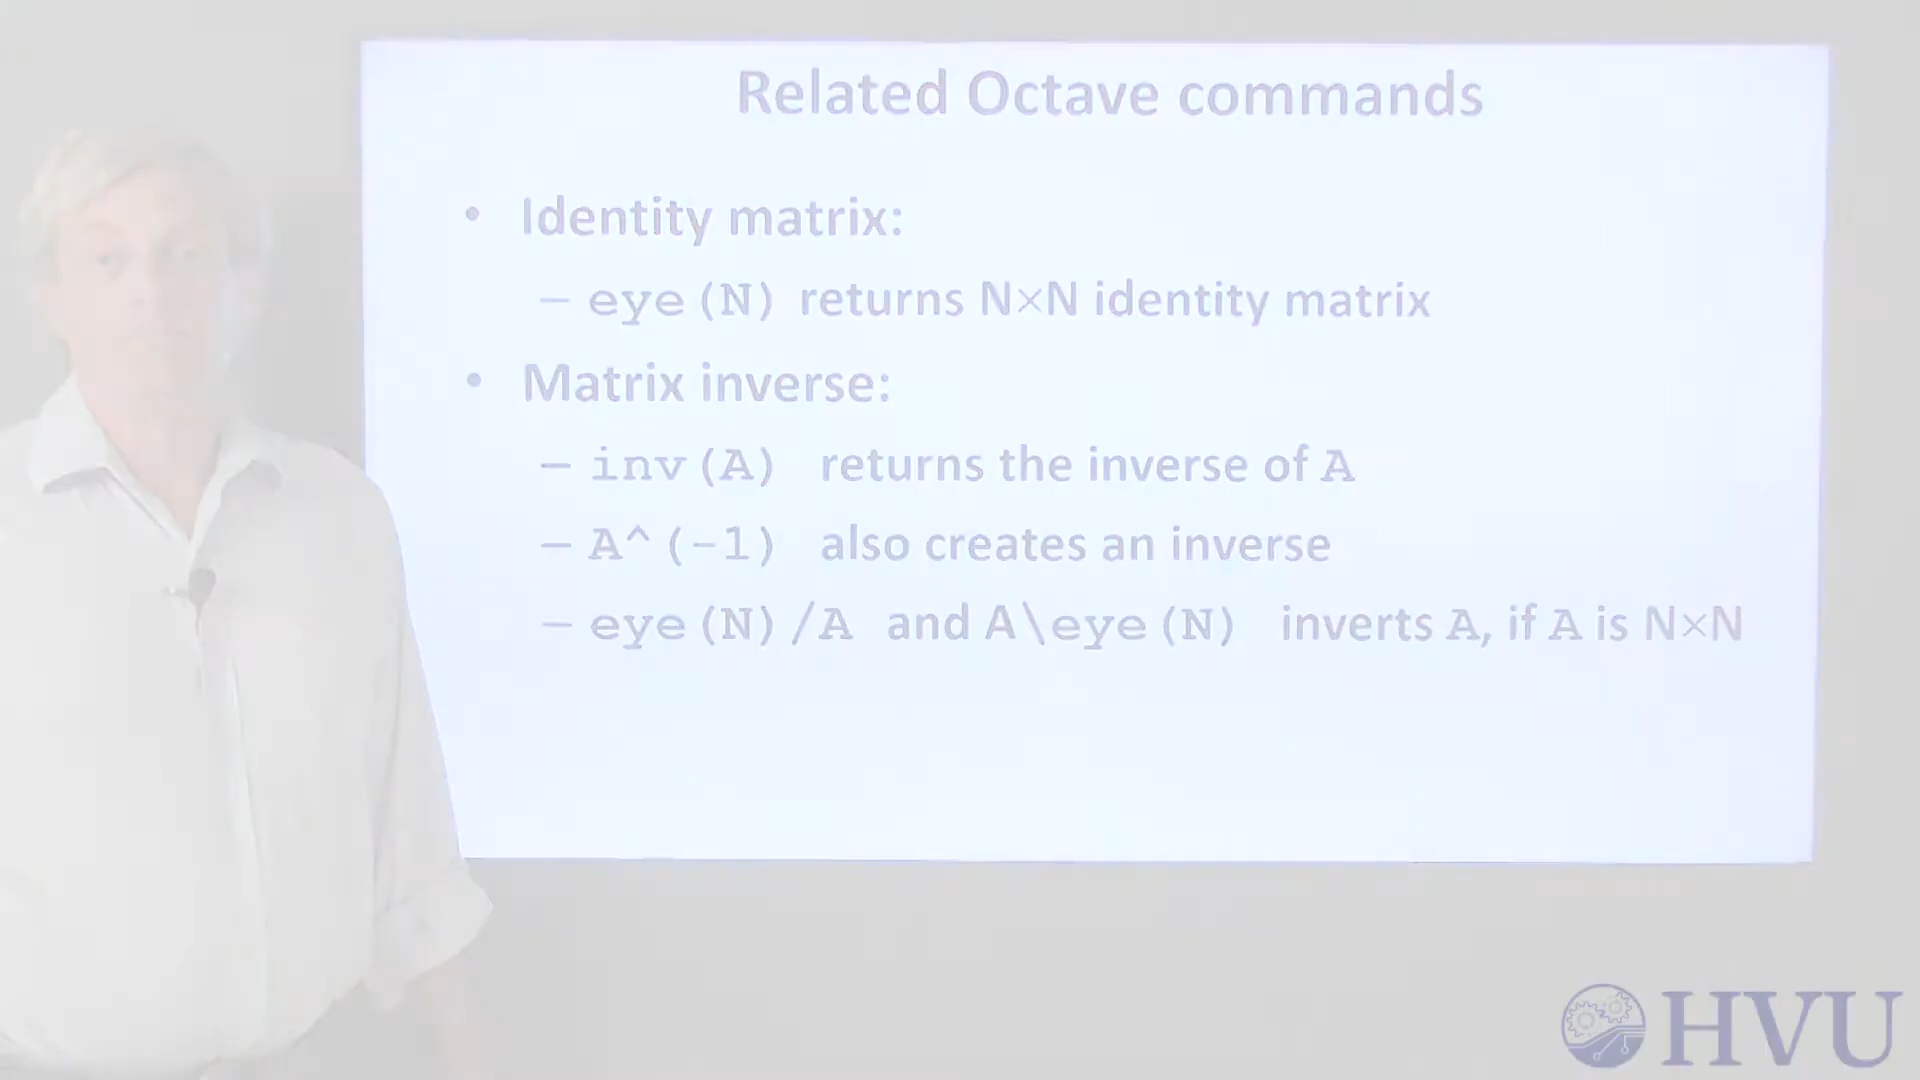 Related Octave commands
• Identity matrix:
– eye(N) returns N×N identity matrix
• Matrix inverse:
– inv(A) returns the inverse of A
– A^(-1) also creates an inverse
– eye(N)/A and A\eye(N) inverts A, if A is N×N
HVU